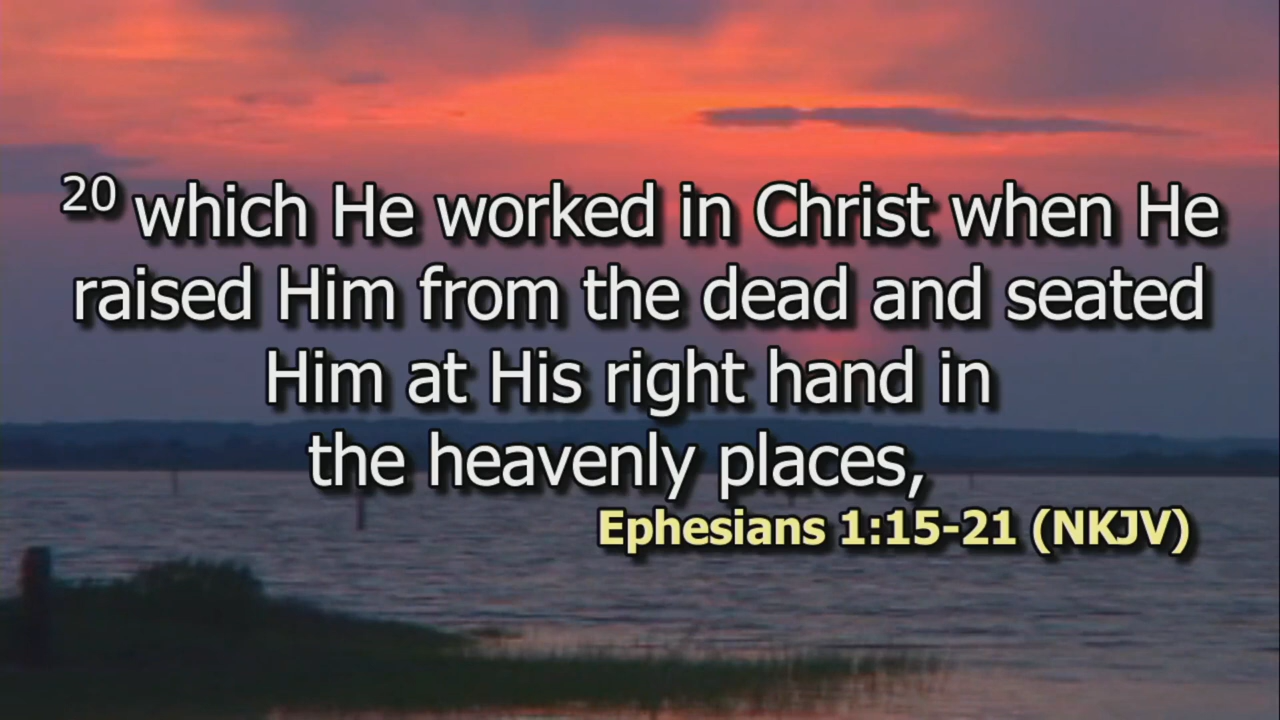 20 which He worked in Christ when He
raised Him from the dead and seated
Him at His right hand in
the heavenly places,
Ephesians 1:15-21 (NKJV)